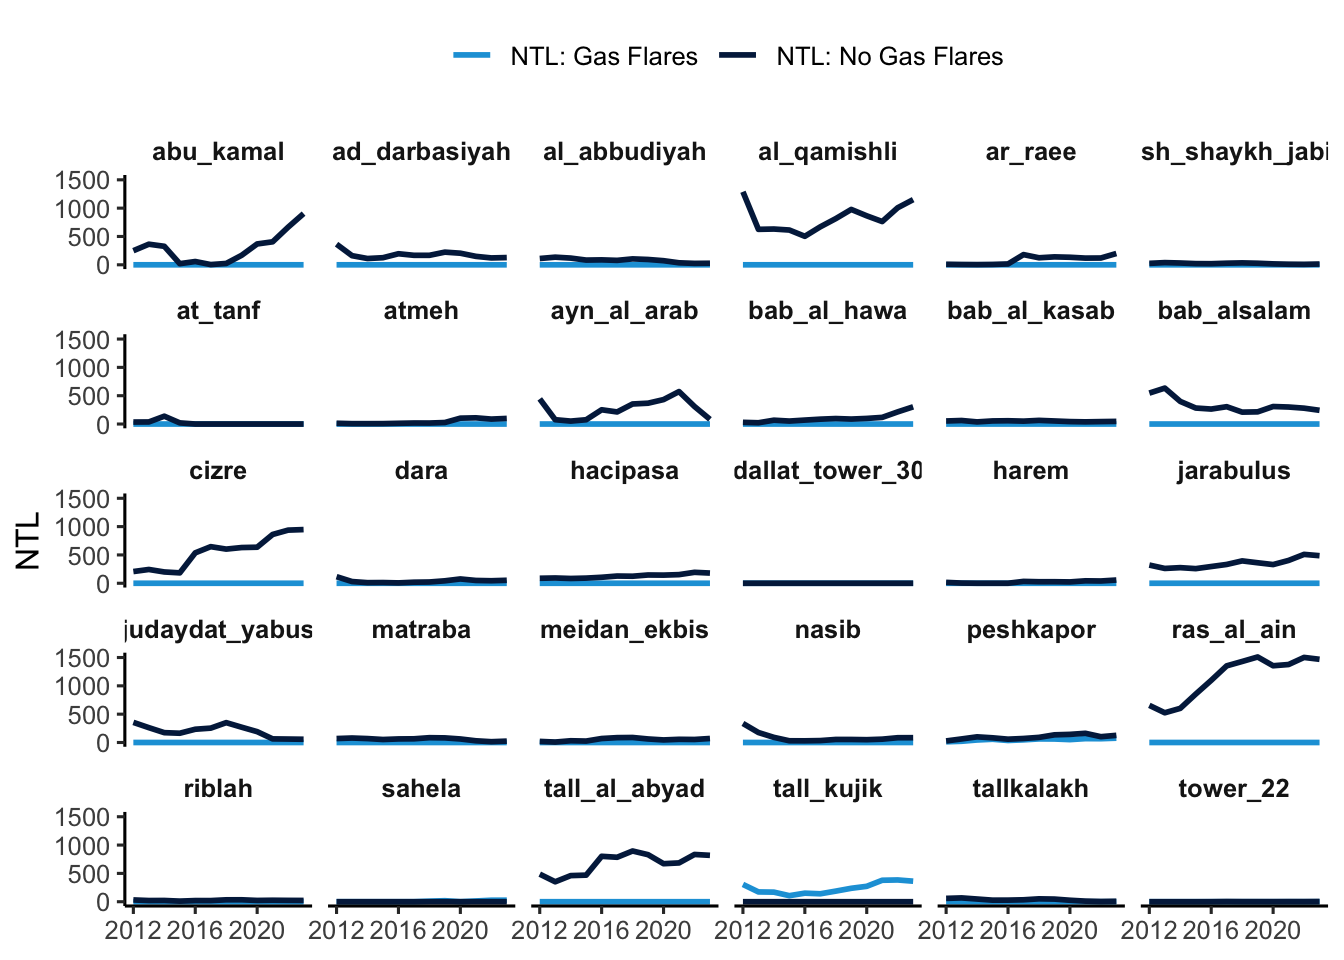 NTL: Gas Flares NTL: No Gas Flares
abu_kamal ad_darbasiyah al_abbudiyah al_qamishli ar_raee sh_shaykh_jabi
1500
1000
500
0
at_tanf atmeh ayn_al_arab bab_al_hawa bab_al_kasab bab_alsalam
1500
1000
500
0
cizre dara hacipasa dallat_tower_30 harem jarabulus
1500
1000
500
0
NTL
judaydat_yabus matraba meidan_ekbis nasib peshkapor ras_al_ain
1500
1000
500
0
riblah sahela tall_al_abyad tall_kujik tallkalakh tower_22
1500
1000
500
0
2012 2016 2020 2012 2016 2020 2012 2016 2020 2012 2016 2020 2012 2016 2020 2012 2016 2020